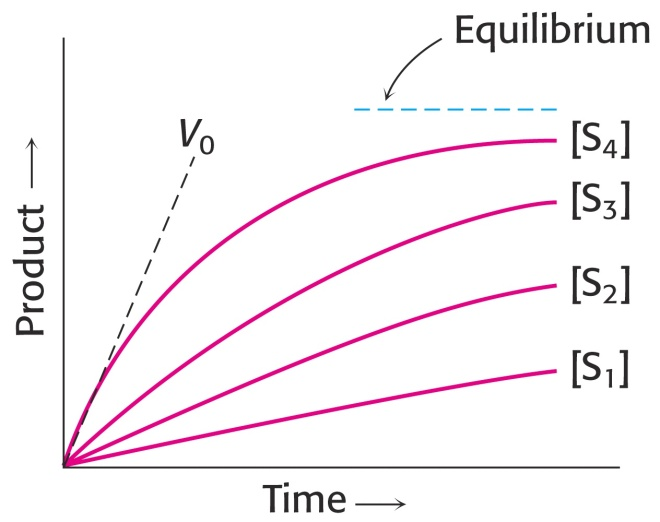 Equilibrium
V₀
[S₄]
[S₃]
[S₂]
[S₁]
Product →
Time →